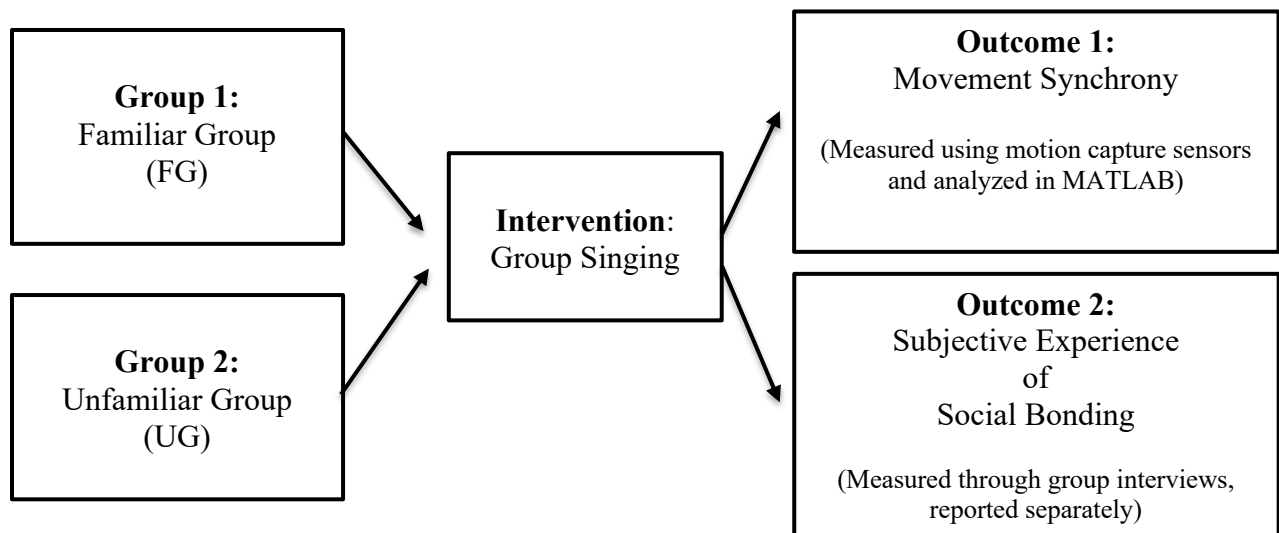 Group 1:
Familiar Group
(FG)
Group 2:
Unfamiliar Group
(UG)
Intervention:
Group Singing
Outcome 1:
Movement Synchrony
(Measured using motion capture sensors
and analyzed in MATLAB)
Outcome 2:
Subjective Experience
of
Social Bonding
(Measured through group interviews,
reported separately)